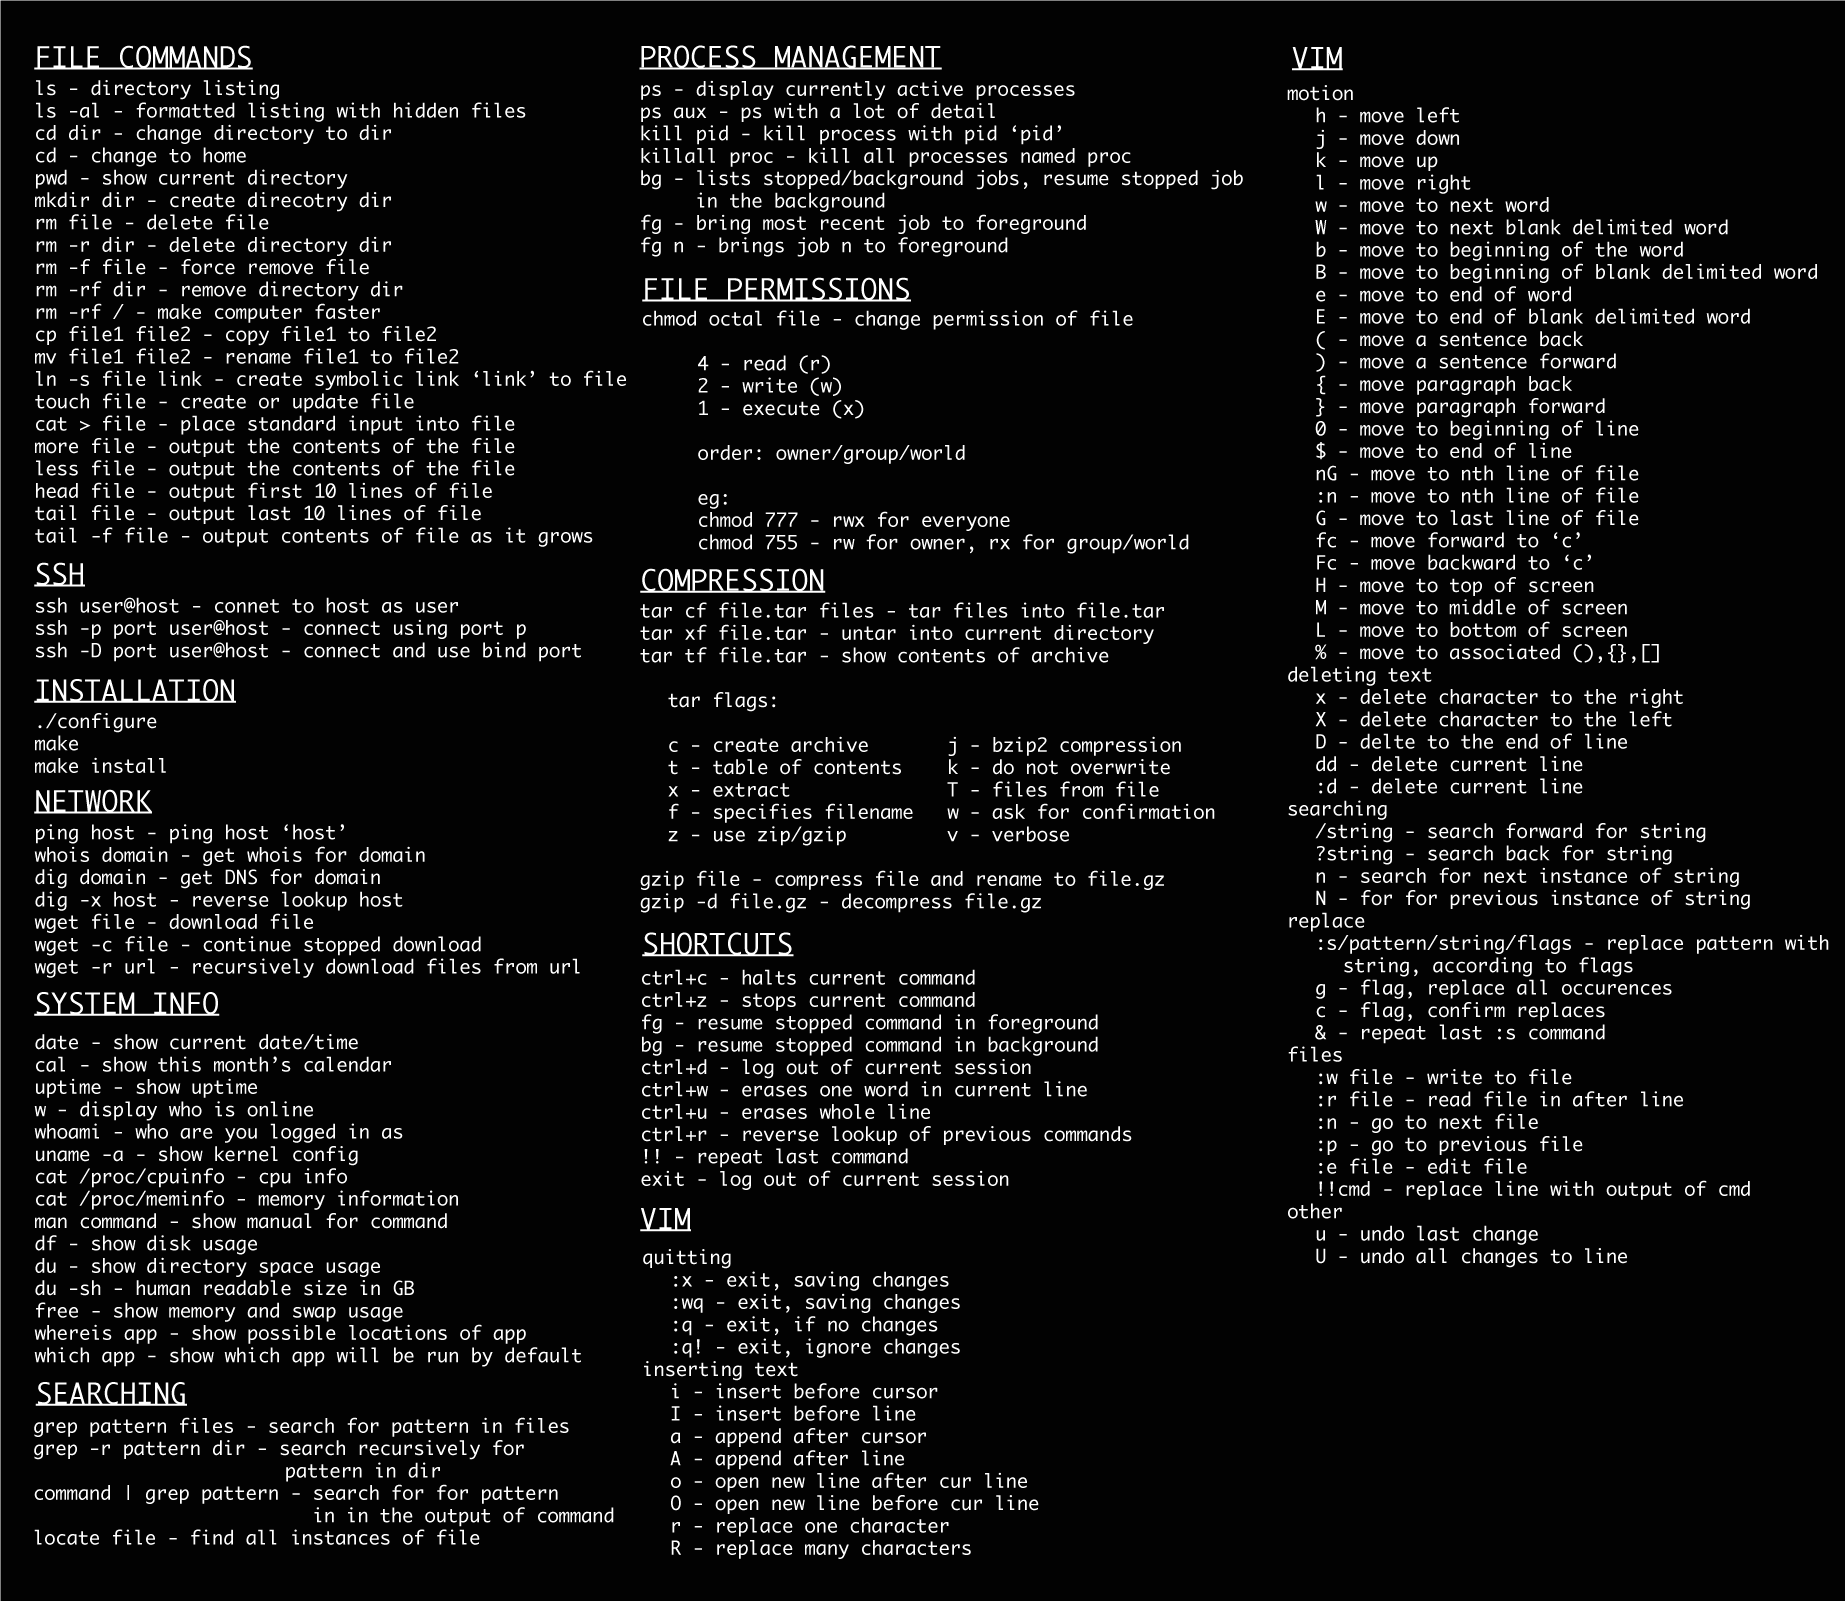 FILE COMMANDS
ls - directory listing
ls -al - formatted listing with hidden files
cd dir - change directory to dir
cd - change to home
pwd - show current directory
mkdir dir - create direcotry dir
rm file - delete file
rm -r dir - delete directory dir
rm -f file - force remove file
rm -rf dir - remove directory dir
rm -rf / - make computer faster
cp file1 file2 - copy file1 to file2
mv file1 file2 - rename file1 to file2
ln -s file link - create symbolic link ‘link’ to file
touch file - create or update file
cat > file - place standard input into file
more file - output the contents of the file
less file - output the contents of the file
head file - output first 10 lines of file
tail file - output last 10 lines of file
tail -f file - output contents of file as it grows
SSH
ssh user@host - connet to host as user
ssh -p port user@host - connect using port p
ssh -D port user@host - connect and use bind port
INSTALLATION
./configure
make
make install
NETWORK
ping host - ping host ‘host’
whois domain - get whois for domain
dig domain - get DNS for domain
dig -x host - reverse lookup host
wget file - download file
wget -c file - continue stopped download
wget -r url - recursively download files from url
SYSTEM INFO
date - show current date/time
cal - show this month’s calendar
uptime - show uptime
w - display who is online
whoami - who are you logged in as
uname -a - show kernel config
cat /proc/cpuinfo - cpu info
cat /proc/meminfo - memory information
man command - show manual for command
df - show disk usage
du - show directory space usage
du -sh - human readable size in GB
free - show memory and swap usage
whereis app - show possible locations of app
which app - show which app will be run by default
SEARCHING
grep pattern files - search for pattern in files
grep -r pattern dir - search recursively for
pattern in dir
command | grep pattern - search for for pattern
in in the output of command
locate file - find all instances of file
PROCESS MANAGEMENT
ps - display currently active processes
ps aux - ps with a lot of detail
kill pid - kill process with pid ‘pid’
killall proc - kill all processes named proc
bg - lists stopped/background jobs, resume stopped job
in the background
fg - bring most recent job to foreground
fg n - brings job n to foreground
FILE PERMISSIONS
chmod octal file - change permission of file
4 - read (r)
2 - write (w)
1 - execute (x)
order: owner/group/world
eg:
chmod 777 - rwx for everyone
chmod 755 - rw for owner, rx for group/world
COMPRESSION
tar cf file.tar files - tar files into file.tar
tar xf file.tar - untar into current directory
tar tf file.tar - show contents of archive
tar flags:
c - create archive j - bzip2 compression
t - table of contents k - do not overwrite
x - extract T - files from file
f - specifies filename w - ask for confirmation
z - use zip/gzip v - verbose
gzip file - compress file and rename to file.gz
gzip -d file.gz - decompress file.gz
SHORTCUTS
ctrl+c - halts current command
ctrl+z - stops current command
fg - resume stopped command in foreground
bg - resume stopped command in background
ctrl+d - log out of current session
ctrl+w - erases one word in current line
ctrl+u - erases whole line
ctrl+r - reverse lookup of previous commands
!! - repeat last command
exit - log out of current session
VIM
quitting
:x - exit, saving changes
:wq - exit, saving changes
:q - exit, if no changes
:q! - exit, ignore changes
inserting text
i - insert before cursor
I - insert before line
a - append after cursor
A - append after line
o - open new line after cur line
O - open new line before cur line
r - replace one character
R - replace many characters
VIM
motion
h - move left
j - move down
k - move up
l - move right
w - move to next word
W - move to next blank delimited word
b - move to beginning of the word
B - move to beginning of blank delimited word
e - move to end of word
E - move to end of blank delimited word
( - move a sentence back
) - move a sentence forward
{ - move paragraph back
} - move paragraph forward
0 - move to beginning of line
$ - move to end of line
nG - move to nth line of file
:n - move to nth line of file
G - move to last line of file
fc - move forward to ‘c’
Fc - move backward to ‘c’
H - move to top of screen
M - move to middle of screen
L - move to bottom of screen
% - move to associated (),{},[]
deleting text
x - delete character to the right
X - delete character to the left
D - delte to the end of line
dd - delete current line
:d - delete current line
searching
/string - search forward for string
?string - search back for string
n - search for next instance of string
N - for for previous instance of string
replace
:s/pattern/string/flags - replace pattern with
string, according to flags
g - flag, replace all occurences
c - flag, confirm replaces
& - repeat last :s command
files
:w file - write to file
:r file - read file in after line
:n - go to next file
:p - go to previous file
:e file - edit file
!!cmd - replace line with output of cmd
other
u - undo last change
U - undo all changes to line